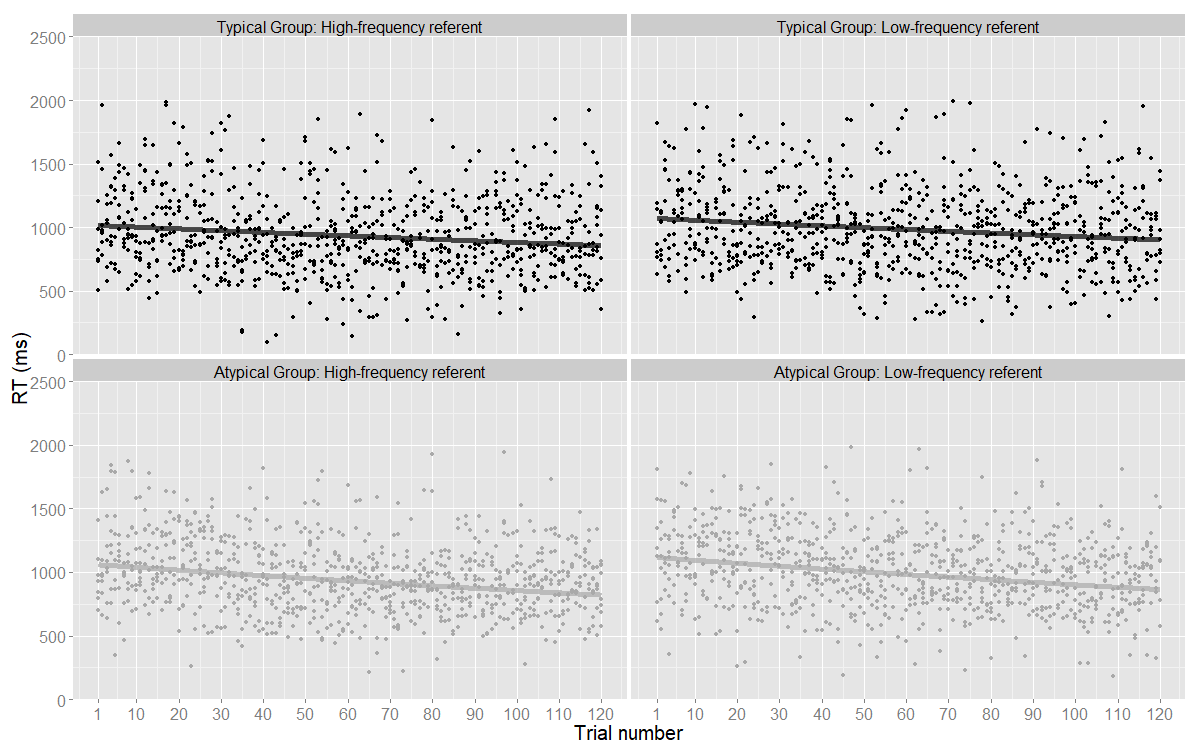 Typical Group: High-frequency referent
Typical Group: Low-frequency referent
2500
2000
1500
1000
500
0
RT (ms)
Atypical Group: High-frequency referent
Atypical Group: Low-frequency referent
2500
2000
1500
1000
500
0
1 10 20 30 40 50 60 70 80 90 100 110 120
1 10 20 30 40 50 60 70 80 90 100 110 120
Trial number